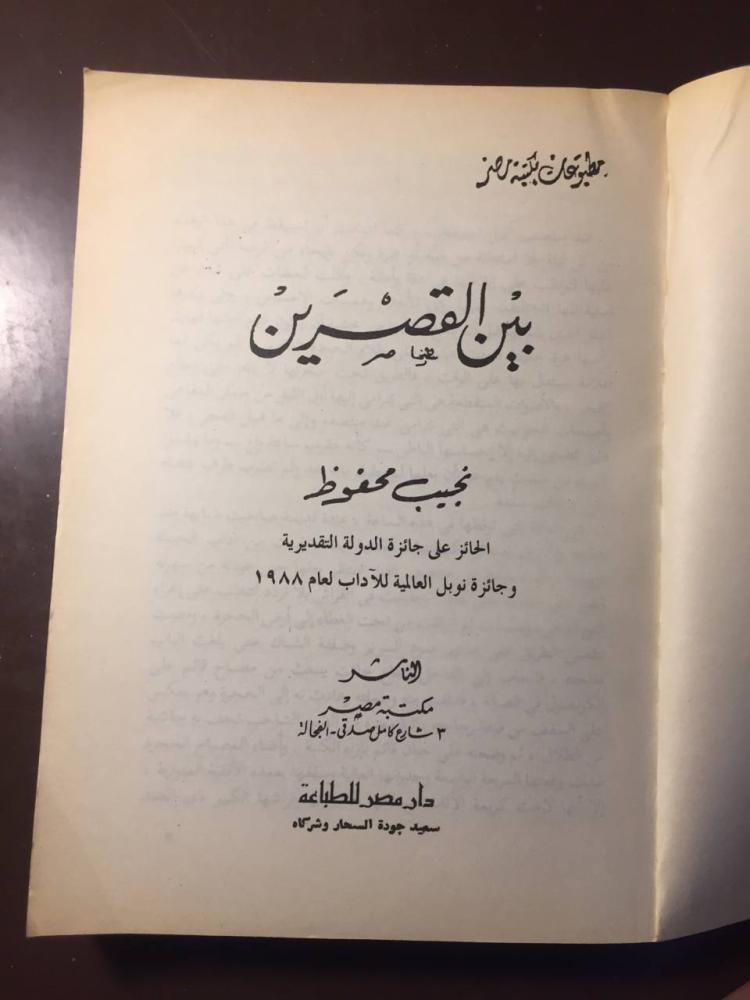 مطبوعات مكتبة مصر
بين القصرين
نجيب محفوظ
الحائز على جائزة الدولة التقديرية
وجائزة نوبل العالمية للآداب لعام ١٩٨٨
الناشر
مكتبة مصر
٣ شارع كامل صدقى - الفجالة
دار مصر للطباعة
سعيد جودة السحار وشركاه